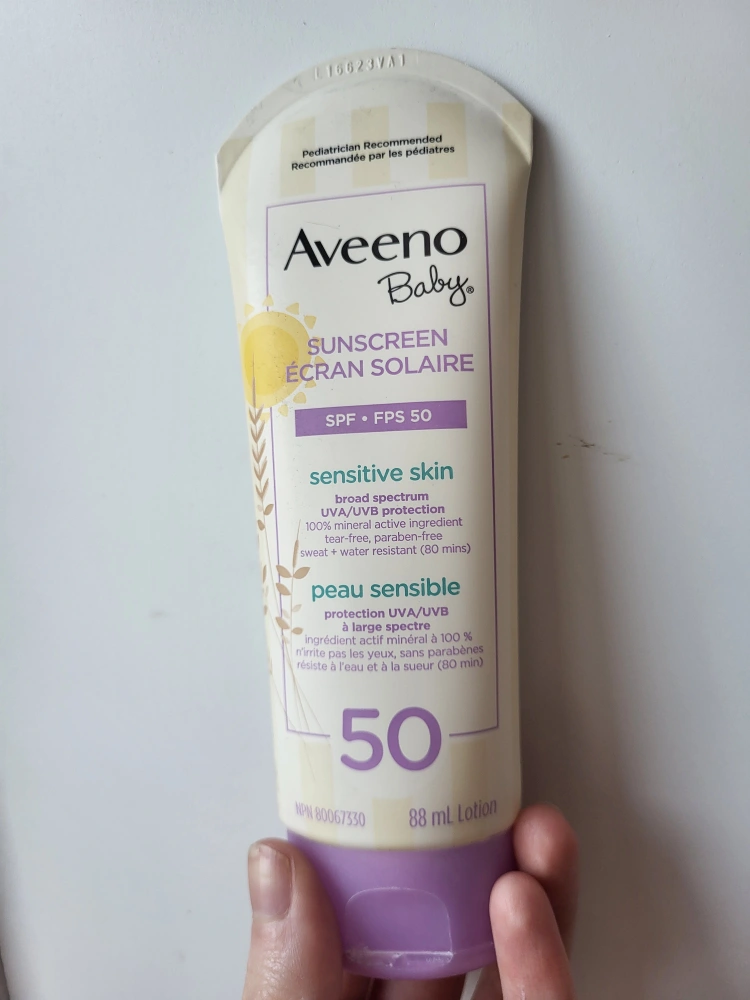 L16623VA1
Pediatrician Recommended
Recommandée par les pédiatres
Aveeno
Baby®
SUNSCREEN
ÉCRAN SOLAIRE
SPF • FPS 50
sensitive skin
broad spectrum
UVA/UVB protection
100% mineral active ingredient
tear-free, paraben-free
sweat + water resistant (80 mins)
peau sensible
protection UVA/UVB
à large spectre
ingrédient actif minéral à 100 %
n'irrite pas les yeux, sans parabènes
résiste à l'eau et à la sueur (80 min)
50
NPN 80067330
88 mL Lotion